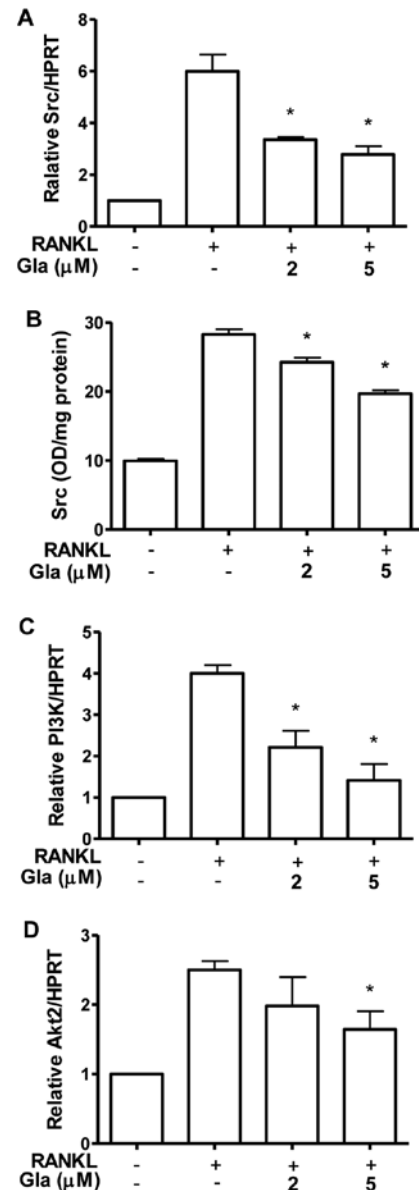 A
Ralative Src/HPRT
8
6
4
2
0
*
*
RANKL - + + +
Gla (μM) - - 2 5
B
Src (OD/mg protein)
30
20
10
0
*
*
RANKL - + + +
Gla (μM) - - 2 5
C
Relative PI3K/HPRT
5
4
3
2
1
0
*
*
RANKL - + + +
Gla (μM) - - 2 5
D
Relative Akt2/HPRT
3
2
1
0
*
RANKL - + + +
Gla (μM) - - 2 5